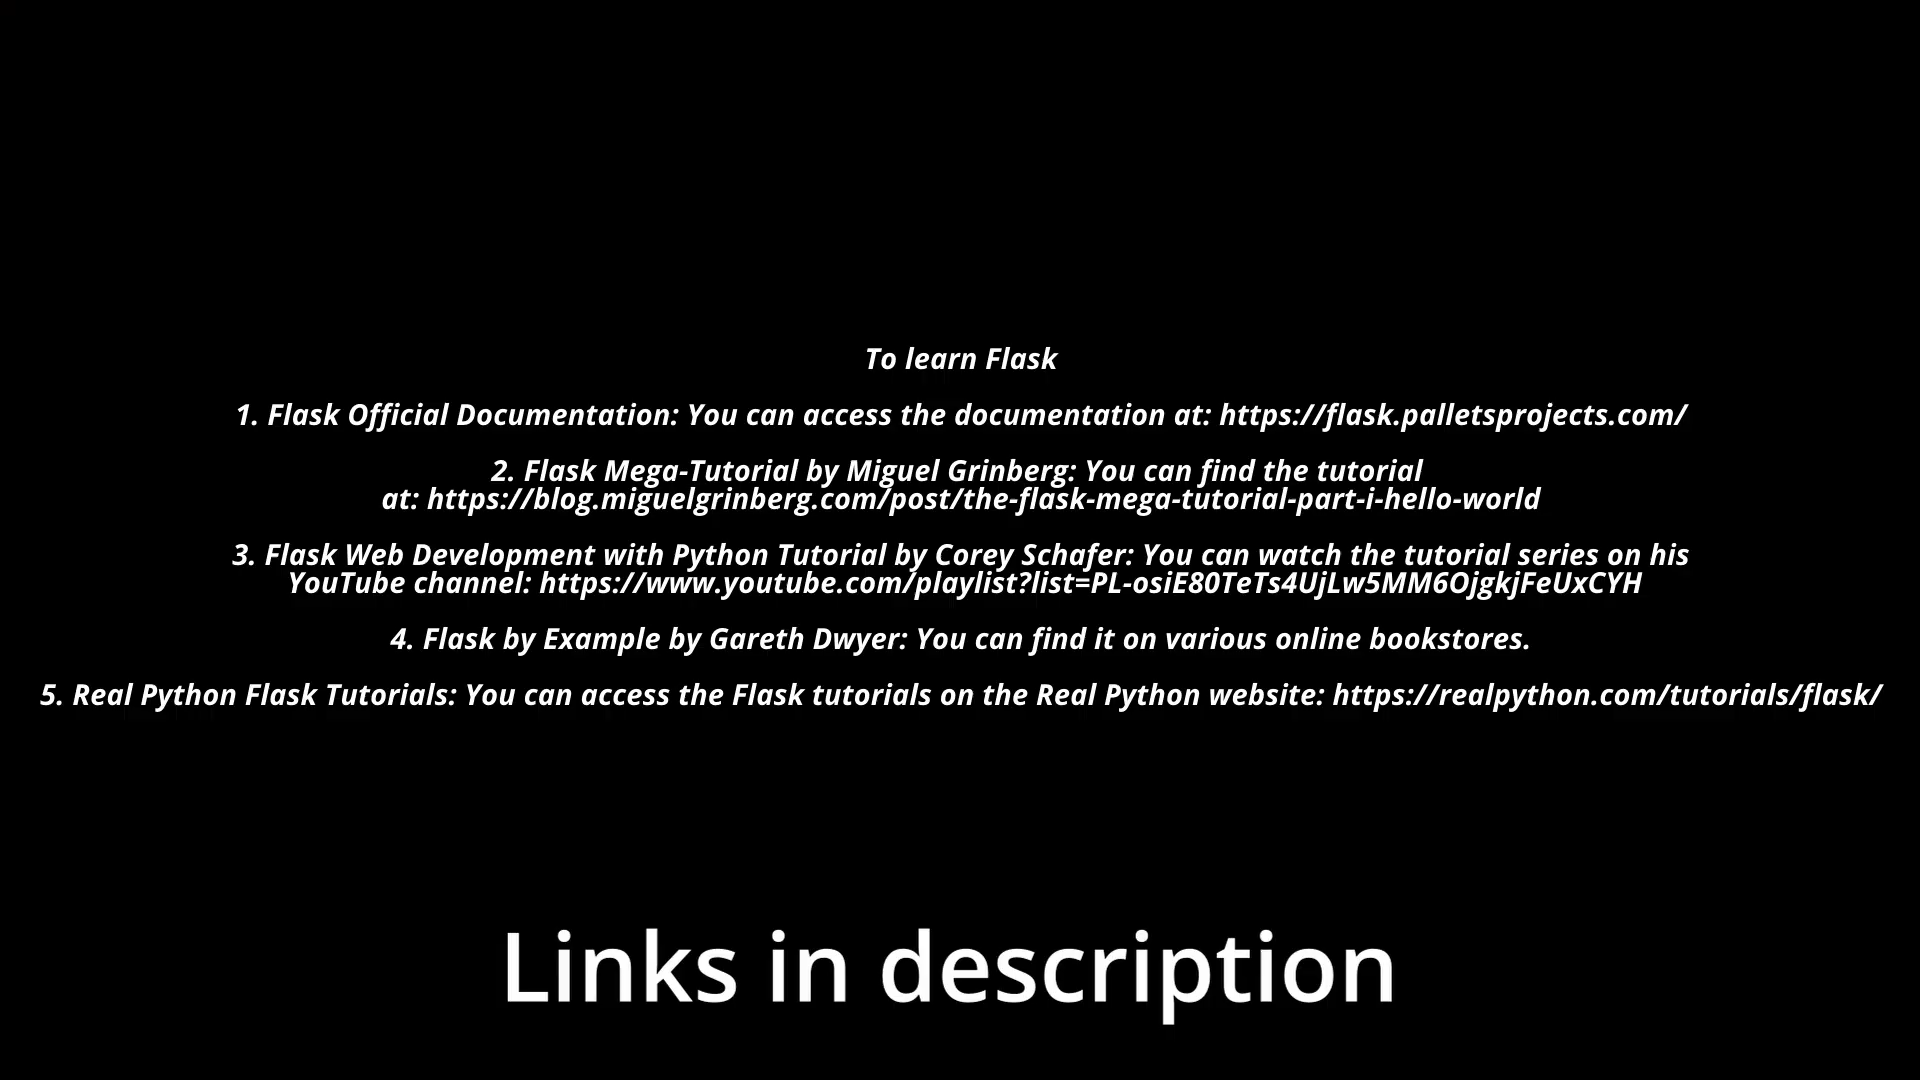 To learn Flask
1. Flask Official Documentation: You can access the documentation at: https://flask.palletsprojects.com/
2. Flask Mega-Tutorial by Miguel Grinberg: You can find the tutorial
at: https://blog.miguelgrinberg.com/post/the-flask-mega-tutorial-part-i-hello-world
3. Flask Web Development with Python Tutorial by Corey Schafer: You can watch the tutorial series on his
YouTube channel: https://www.youtube.com/playlist?list=PL-osiE80TeTs4UjLw5MM6OjgkjFeUxCYH
4. Flask by Example by Gareth Dwyer: You can find it on various online bookstores.
5. Real Python Flask Tutorials: You can access the Flask tutorials on the Real Python website: https://realpython.com/tutorials/flask/
Links in description